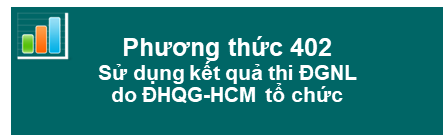 Phương thức 402
Sử dụng kết quả thi ĐGNL
do ĐHQG-HCM tổ chức